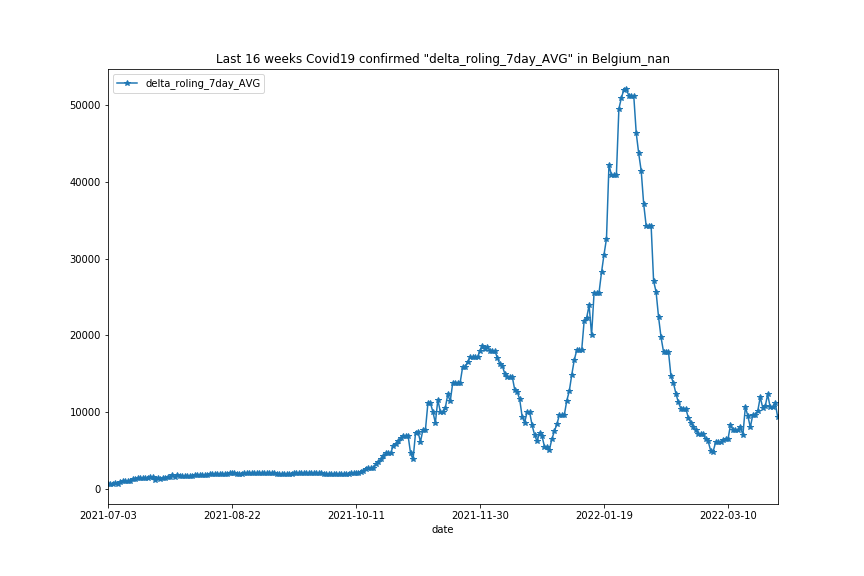 Last 16 weeks Covid19 confirmed "delta_roling_7day_AVG" in Belgium_nan
delta_roling_7day_AVG
50000
40000
30000
20000
10000
0
2021-07-03 2021-08-22 2021-10-11 2021-11-30 2022-01-19 2022-03-10
date